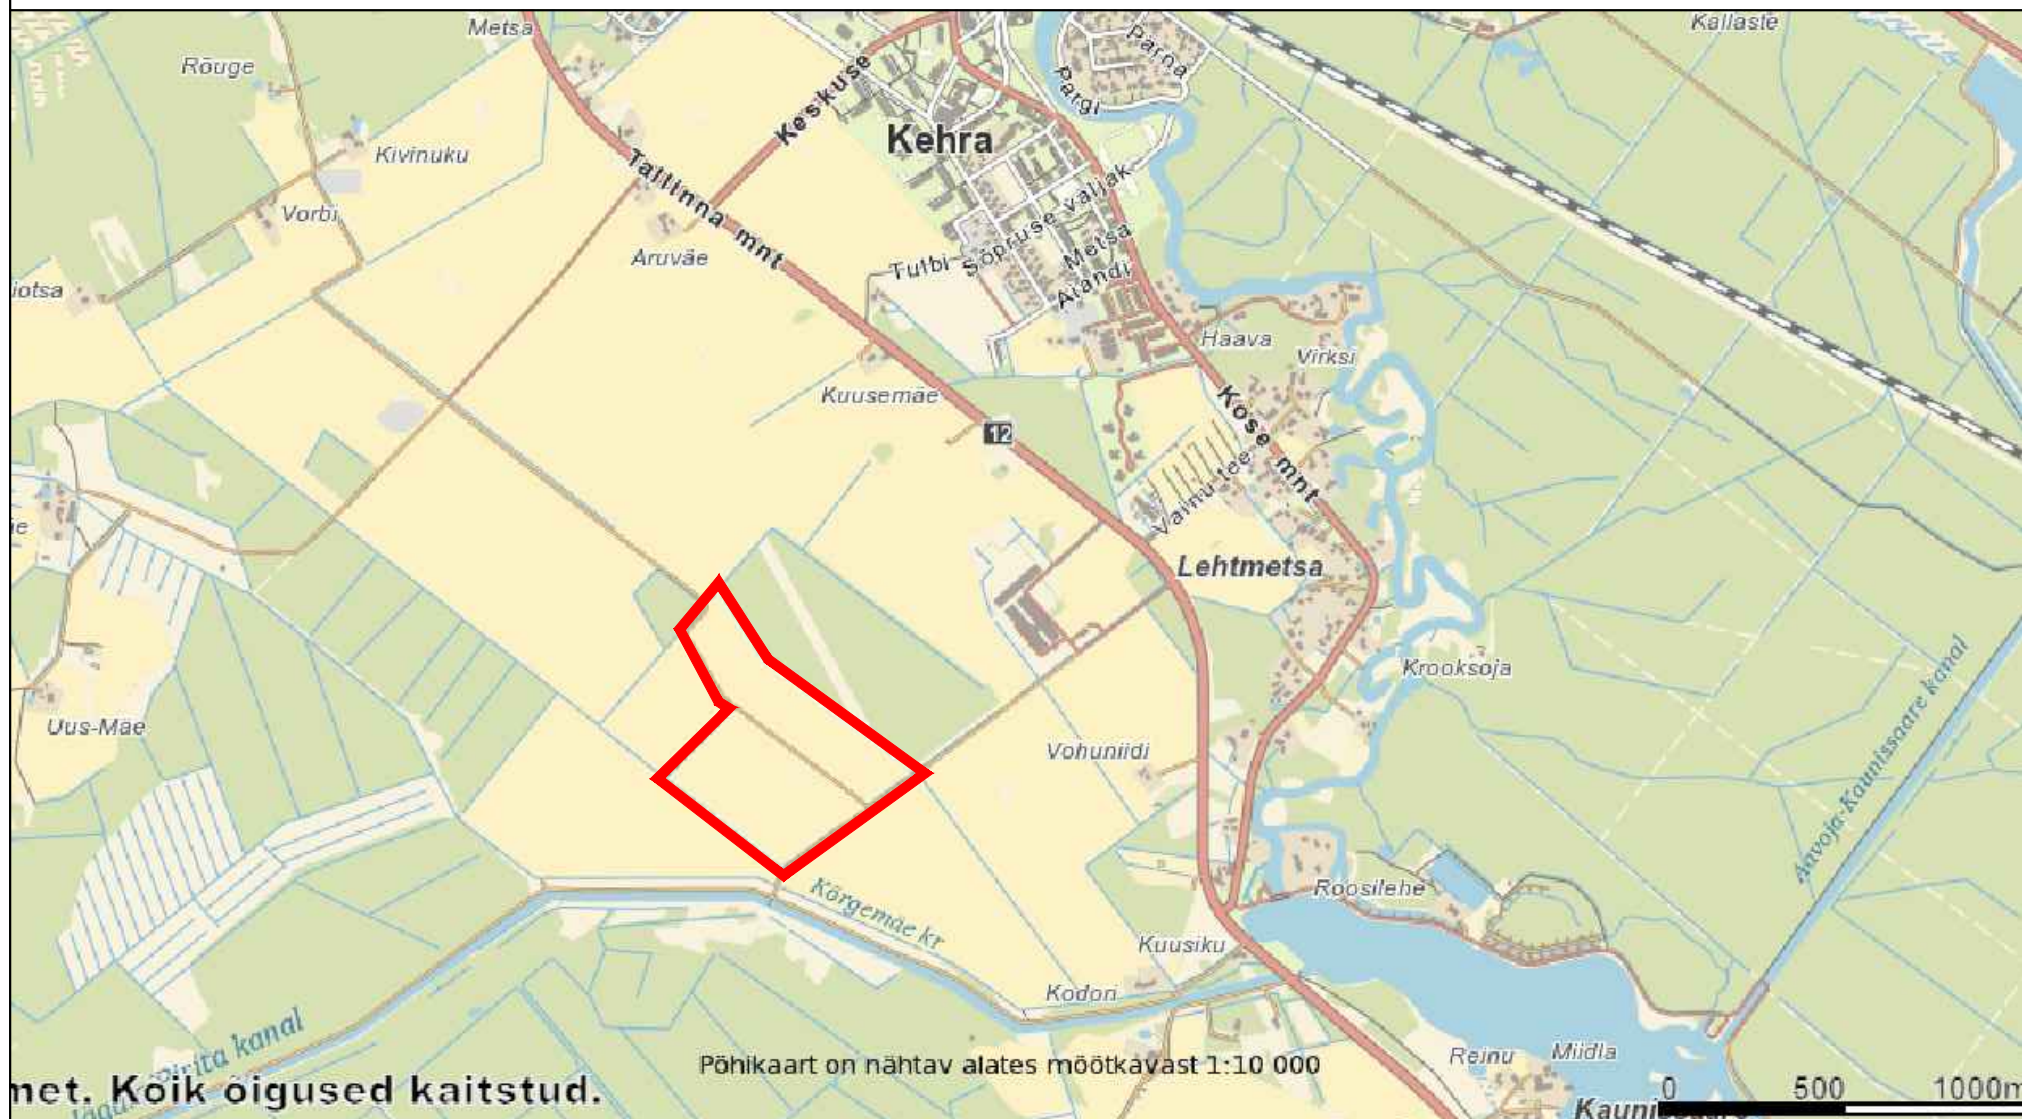 Metsa
Kallaste
Rõuge
Pärna
Keskuse
Pargi
Kehra
Kivinuku
Tallinna mnt
Vorbi
Sõpruse väljak
Metsa
Aruväe
Tulbi
Aiandi
iotsa
Haava
Virksi
Kuusemäe
12
Kose mnt
Vainu tee
Lehtmetsa
Krooksoja
Uus-Mäe
Vohuniidi
Aavoja-Kaunissaare kanal
Roosilehe
Kõrgemäe kr
Kuusiku
Kodori
Pirita kanal
Põhikaart on nähtav alates mõõtkavast 1:10 000
Reinu
Miidla
met. Kõik õigused kaitstud.
0 500 1000m